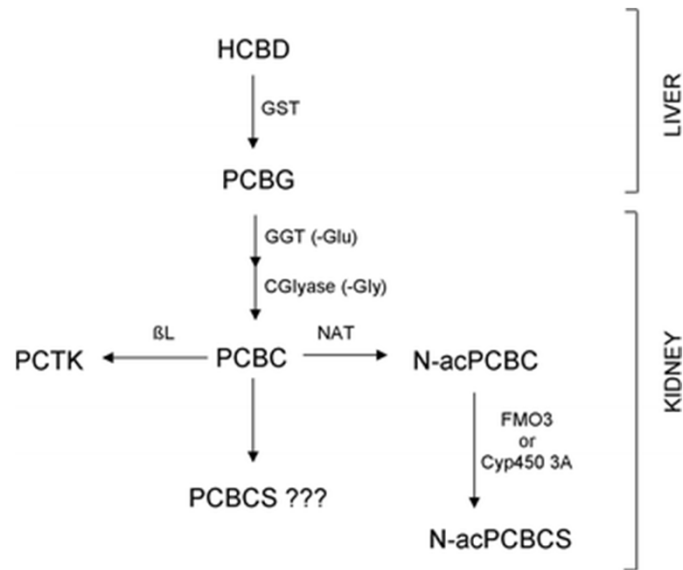 HCBD
GST
LIVER
PCBG
GGT (-Glu)
CGlyase (-Gly)
ßL
NAT
PCTK
PCBC
N-acPCBC
KIDNEY
FMO3
or
Cyp450 3A
PCBCS ???
N-acPCBCS